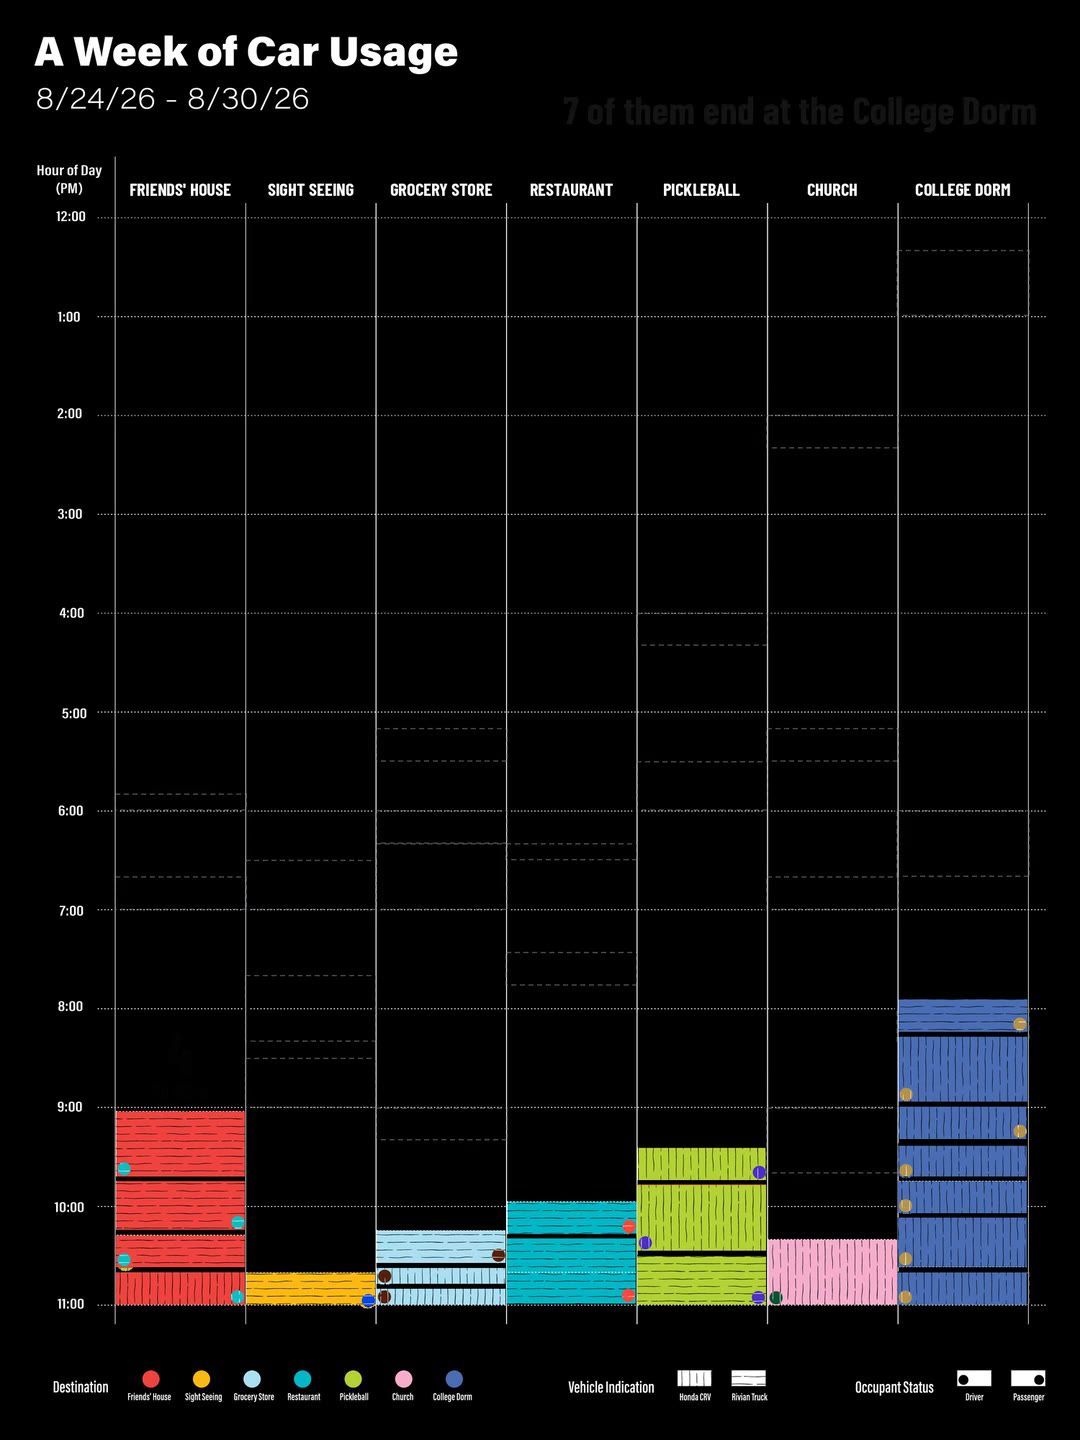 A Week of Car Usage
8/24/26 - 8/30/26
7 of them end at the College Dorm
Hour of Day
(PM)
FRIENDS' HOUSE
SIGHT SEEING
GROCERY STORE
RESTAURANT
PICKLEBALL
CHURCH
COLLEGE DORM
12:00
1:00
2:00
3:00
4:00
5:00
6:00
7:00
8:00
9:00
10:00
11:00
Destination
Friends' House
Sight Seeing
Grocery Store
Restaurant
Pickleball
Church
College Dorm
Vehicle Indication
Honda CRV
Rivian Truck
Occupant Status
Driver
Passenger